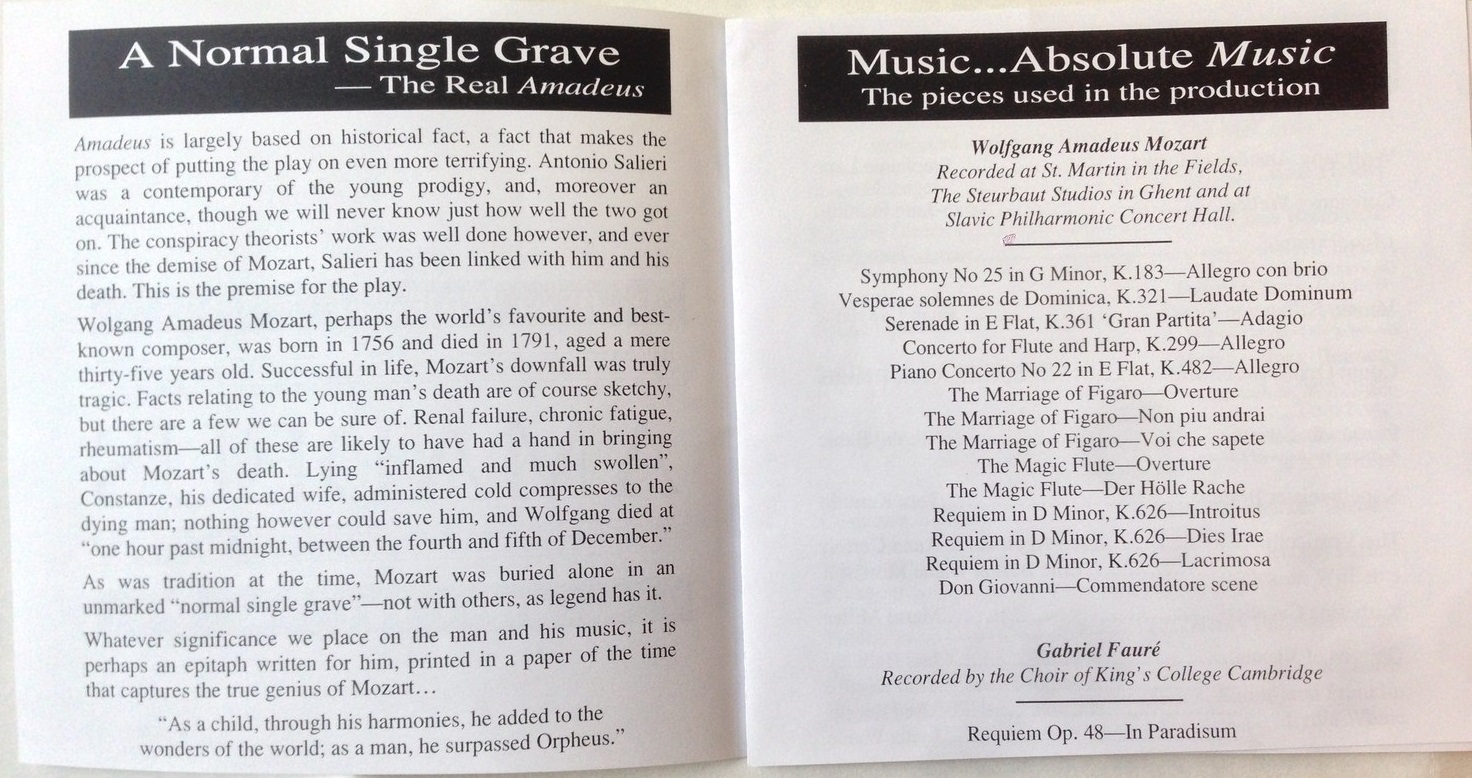 A Normal Single Grave
— The Real Amadeus
Amadeus is largely based on historical fact, a fact that makes the
prospect of putting the play on even more terrifying. Antonio Salieri
was a contemporary of the young prodigy, and, moreover an
acquaintance, though we will never know just how well the two got
on. The conspiracy theorists’ work was well done however, and ever
since the demise of Mozart, Salieri has been linked with him and his
death. This is the premise for the play.
Wolgang Amadeus Mozart, perhaps the world’s favourite and best-
known composer, was born in 1756 and died in 1791, aged a mere
thirty-five years old. Successful in life, Mozart’s downfall was truly
tragic. Facts relating to the young man’s death are of course sketchy,
but there are a few we can be sure of. Renal failure, chronic fatigue,
rheumatism—all of these are likely to have had a hand in bringing
about Mozart’s death. Lying “inflamed and much swollen”,
Constanze, his dedicated wife, administered cold compresses to the
dying man; nothing however could save him, and Wolfgang died at
“one hour past midnight, between the fourth and fifth of December.”
As was tradition at the time, Mozart was buried alone in an
unmarked “normal single grave”—not with others, as legend has it.
Whatever significance we place on the man and his music, it is
perhaps an epitaph written for him, printed in a paper of the time
that captures the true genius of Mozart…
“As a child, through his harmonies, he added to the
wonders of the world; as a man, he surpassed Orpheus.”
Music...Absolute Music
The pieces used in the production
Wolfgang Amadeus Mozart
Recorded at St. Martin in the Fields,
The Steurbaut Studios in Ghent and at
Slavic Philharmonic Concert Hall.
Symphony No 25 in G Minor, K.183—Allegro con brio
Vesperae solemnes de Dominica, K.321—Laudate Dominum
Serenade in E Flat, K.361 ‘Gran Partita’—Adagio
Concerto for Flute and Harp, K.299—Allegro
Piano Concerto No 22 in E Flat, K.482—Allegro
The Marriage of Figaro—Overture
The Marriage of Figaro—Non piu andrai
The Marriage of Figaro—Voi che sapete
The Magic Flute—Overture
The Magic Flute—Der Hölle Rache
Requiem in D Minor, K.626—Introitus
Requiem in D Minor, K.626—Dies Irae
Requiem in D Minor, K.626—Lacrimosa
Don Giovanni—Commendatore scene
Gabriel Fauré
Recorded by the Choir of King’s College Cambridge
Requiem Op. 48—In Paradisum